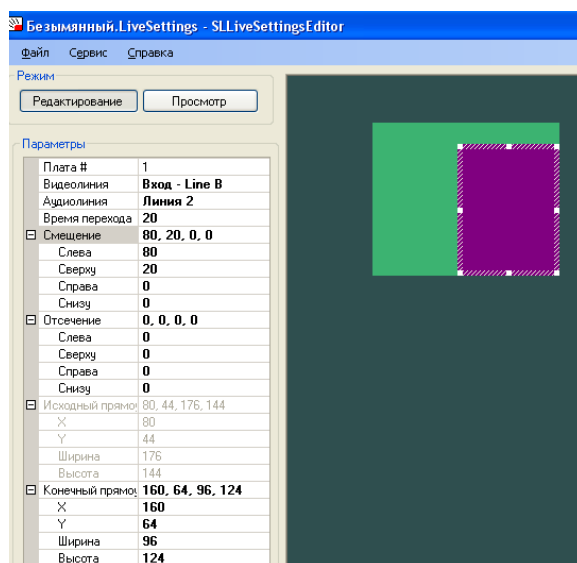 Безымянный.LiveSettings - SLLiveSettingsEditor
Файл Сервис Справка
Режим
Редактирование Просмотр
Параметры
Плата # 1
Видеолиния Вход - Line B
Аудиолиния Линия 2
Время перехода 20
Смещение 80, 20, 0, 0
Слева 80
Сверху 20
Справа 0
Снизу 0
Отсечение 0, 0, 0, 0
Слева 0
Сверху 0
Справа 0
Снизу 0
Исходный прямоу 80, 44, 176, 144
X 80
Y 44
Ширина 176
Высота 144
Конечный прямоу 160, 64, 96, 124
X 160
Y 64
Ширина 96
Высота 124